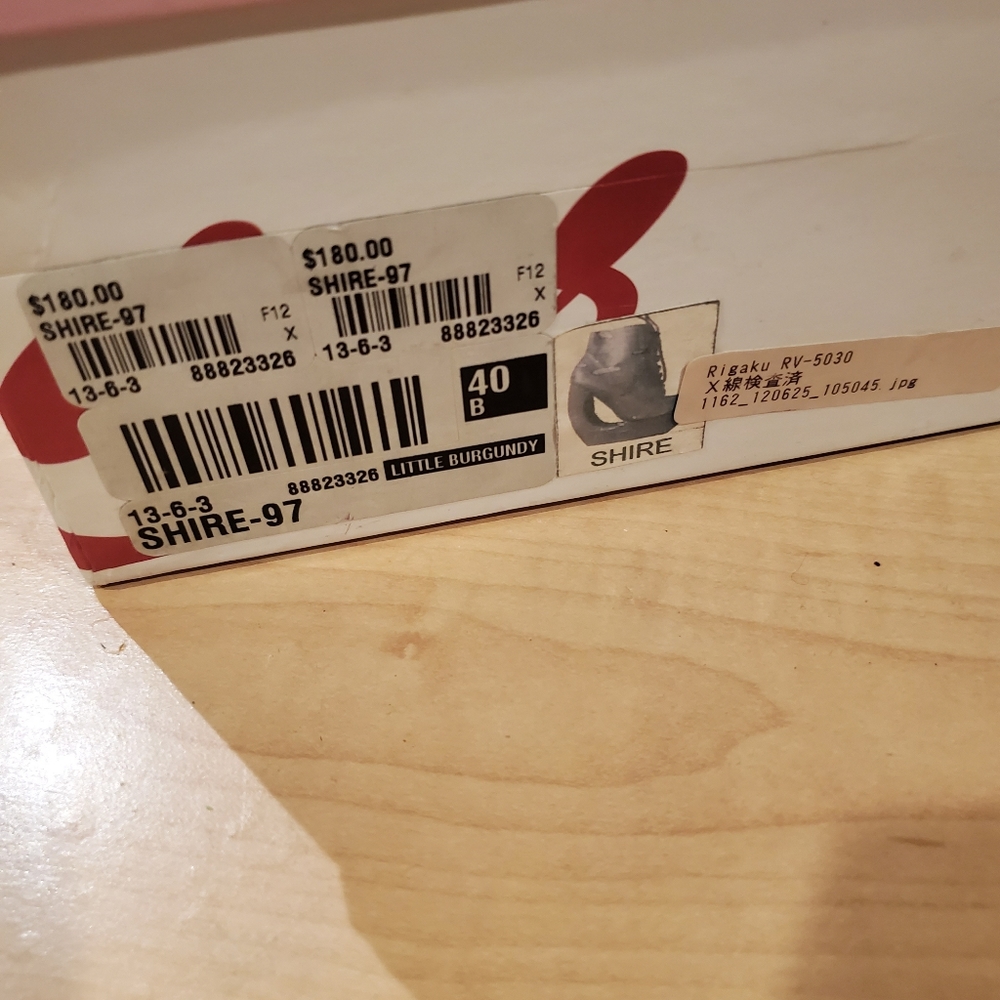 $180.00
SHIRE-97
F12
X
13-6-3
88823326
$180.00
SHIRE-97
F12
X
13-6-3
88823326
40
B
88823326
LITTLE BURGUNDY
13-6-3
SHIRE-97
SHIRE
Rigaku RV-5030
X線検査済
1162_120625_105045.jpg